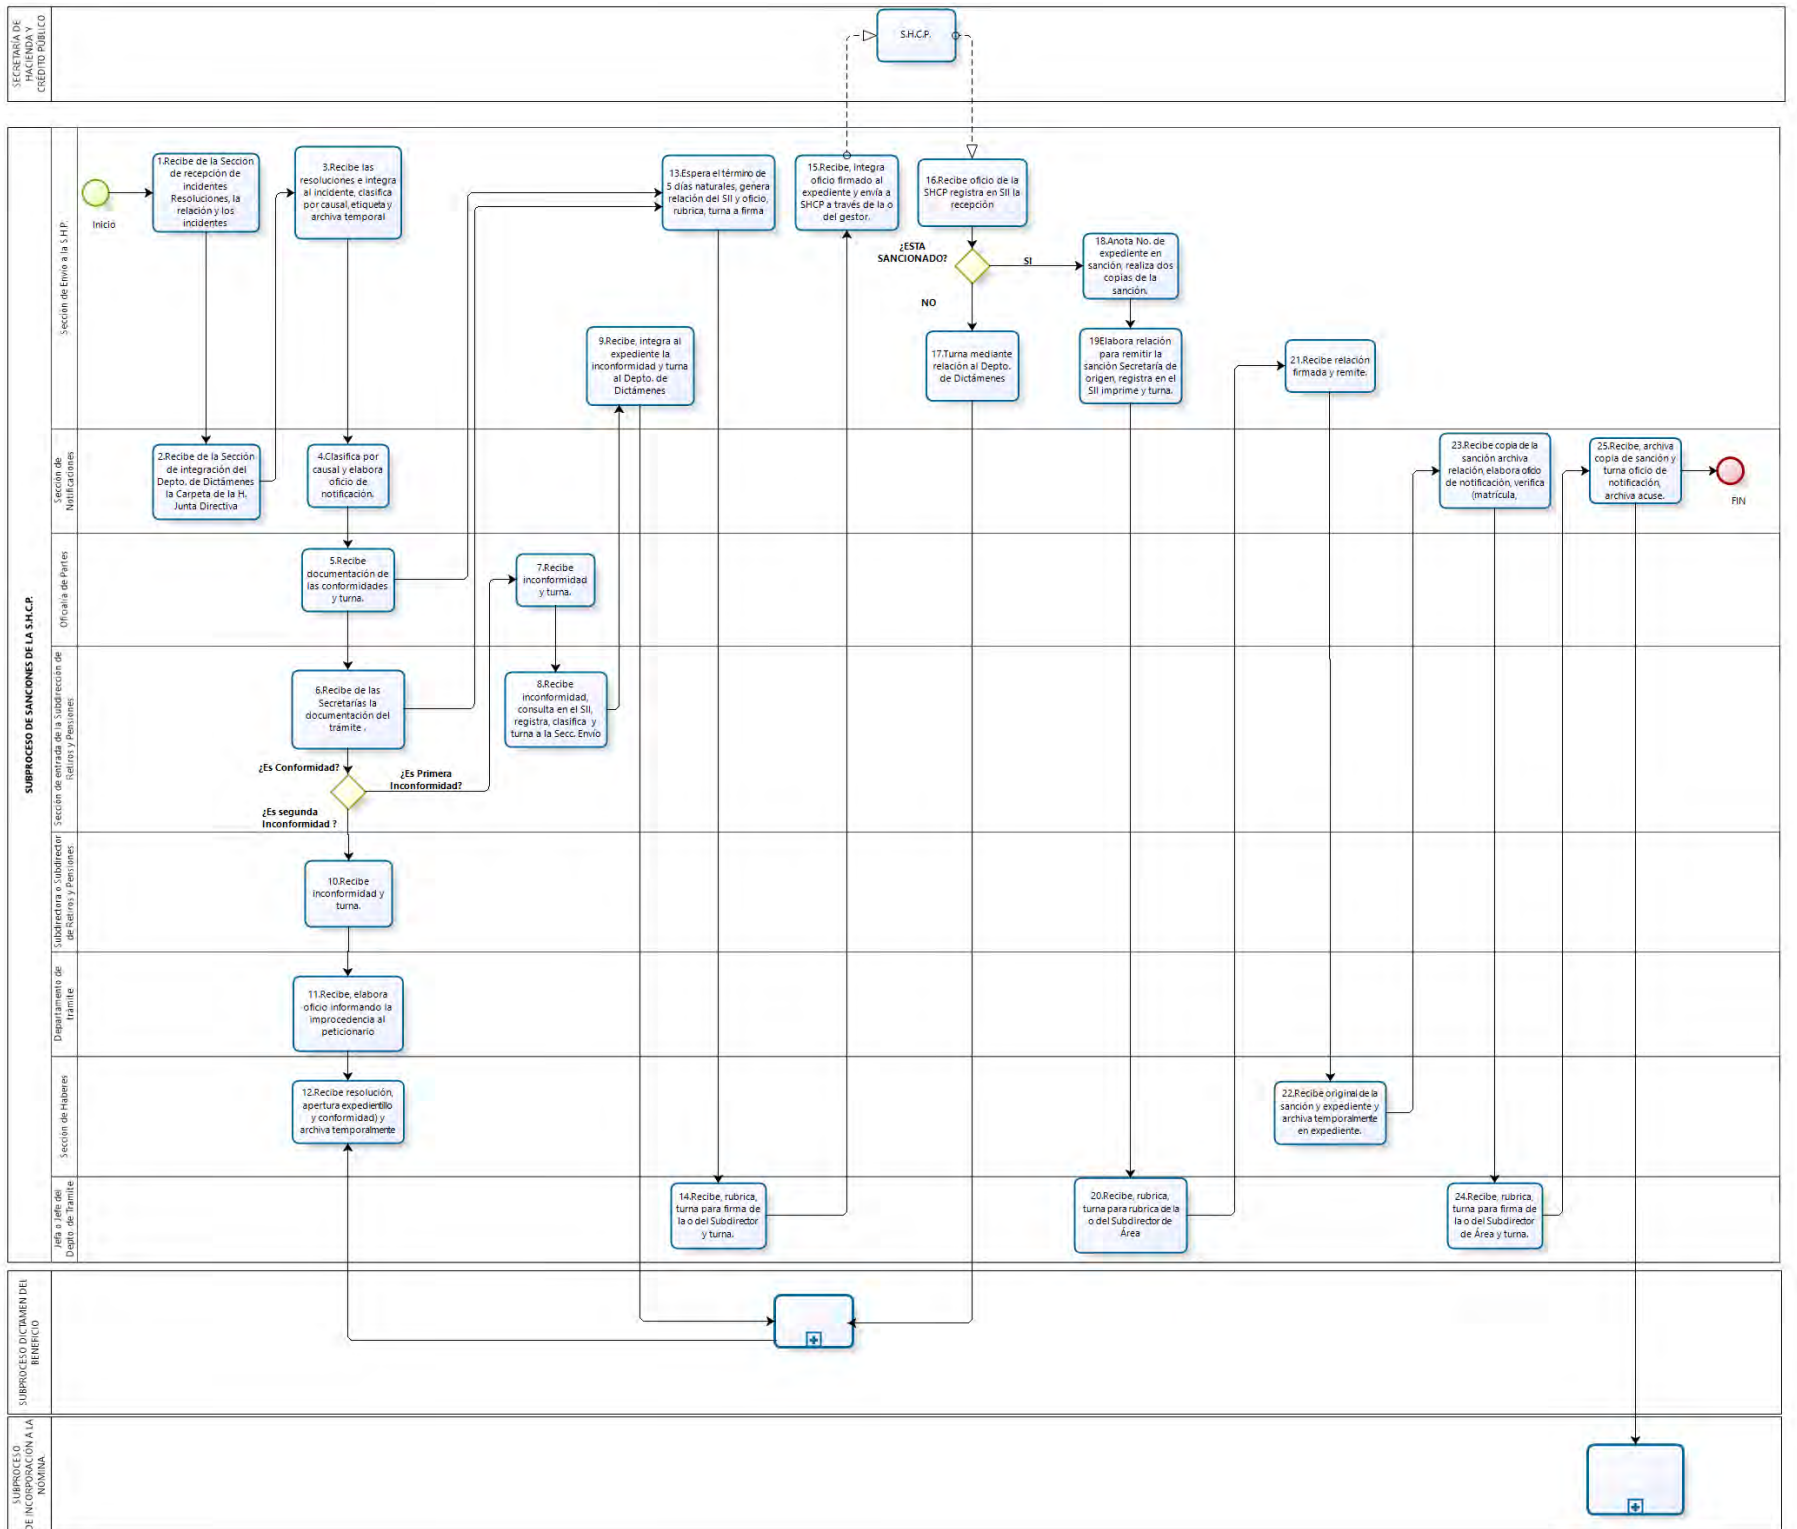 SECRETARÍA DE
HACIENDA Y
CRÉDITO PÚBLICO
S.H.C.P.
SUBPROCESO DE SANCIONES DE LA S.H.C.P.
Sección de Envío a la S.H.P.
Inicio
1.Recibe de la Sección
de recepción de
incidentes
Resoluciones, la
relación y los
incidentes
3.Recibe las
resoluciones e integra
al incidente, clasifica
por causal, etiqueta y
archiva temporal
13.Espera el término de
5 días naturales, genera
relación del SII y oficio,
rubrica, turna a firma
15.Recibe, integra
oficio firmado al
expediente y envía a
SHCP a través de la o
del gestor.
16.Recibe oficio de la
SHCP registra en SII la
recepción
¿ESTA
SANCIONADO?
SI
NO
18.Anota No. de
expediente en
sanción, realiza dos
copias de la
sanción.
9.Recibe, integra al
expediente la
inconformidad y turna
al Depto. de
Dictámenes
17.Turna mediante
relación al Depto.
de Dictámenes
19Elabora relación
para remitir la
sanción Secretaría de
origen, registra en el
SII imprime y turna.
21.Recibe relación
firmada y remite.
Sección de
Notificaciones
2.Recibe de la Sección
de integración del
Depto. de Dictámenes
la Carpeta de la H.
Junta Directiva
4.Clasifica por
causal y elabora
oficio de
notificación.
23.Recibe copia de la
sanción archiva
relación, elabora oficio
de notificación, verifica
(matrícula,
25.Recibe, archiva
copia de sanción y
turna oficio de
notificación,
archiva acuse.
FIN
Oficialía de Partes
5.Recibe
documentación de
las conformidades
y turna.
7.Recibe
inconformidad
y turna.
Sección de entrada de la Subdirección de
Retiros y Pensiones
6.Recibe de las
Secretarías la
documentación del
trámite .
8.Recibe
inconformidad,
consulta en el SII,
registra, clasifica y
turna a la Secc. Envío
¿Es Conformidad?
¿Es Primera
Inconformidad?
¿Es segunda
Inconformidad ?
Subdirectora o Subdirector
de Retiros y Pensiones.
10.Recibe
inconformidad y
turna.
Departamento de
trámite
11.Recibe, elabora
oficio informando la
improcedencia al
peticionario
Sección de Haberes
12.Recibe resolución,
apertura expedientillo
y conformidad) y
archiva temporalmente
22.Recibe original de la
sanción y expediente y
archiva temporalmente
en expediente.
Jefa o Jefe del
Depto de Tramite
14.Recibe, rubrica,
turna para firma de
la o del Subdirector
y turna.
20.Recibe, rubrica,
turna para rubrica de la
o del Subdirector de
Área
24.Recibe, rubrica,
turna para firma de
la o del Subdirector
de Área y turna.
SUBPROCESO DICTAMEN DEL
BENEFICIO
SUBPROCESO
DE INCORPORACIÓN A LA
NÓMINA.